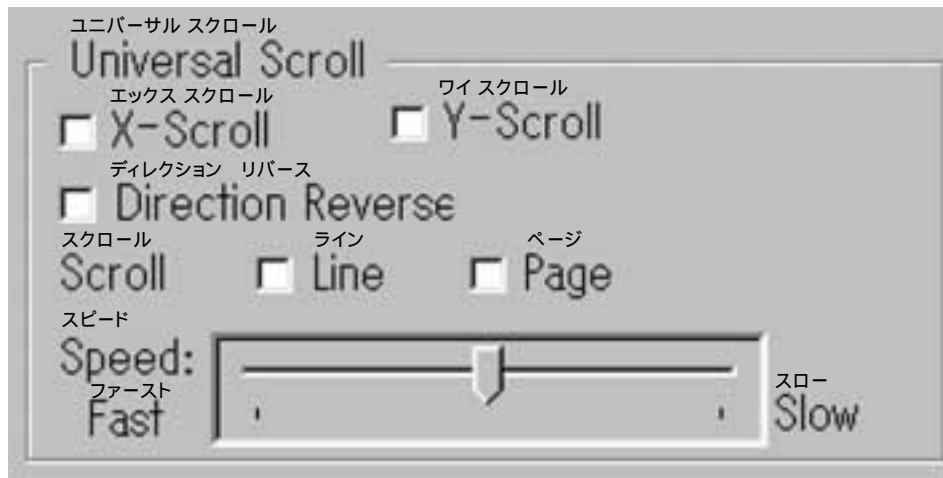 ユニバーサル スクロール
Universal Scroll
エックス スクロール ワイ スクロール
X-Scroll Y-Scroll
ディレクション リバース
Direction Reverse
スクロール ライン ページ
Scroll Line Page
スピード
Speed:
ファースト スロー
Fast Slow